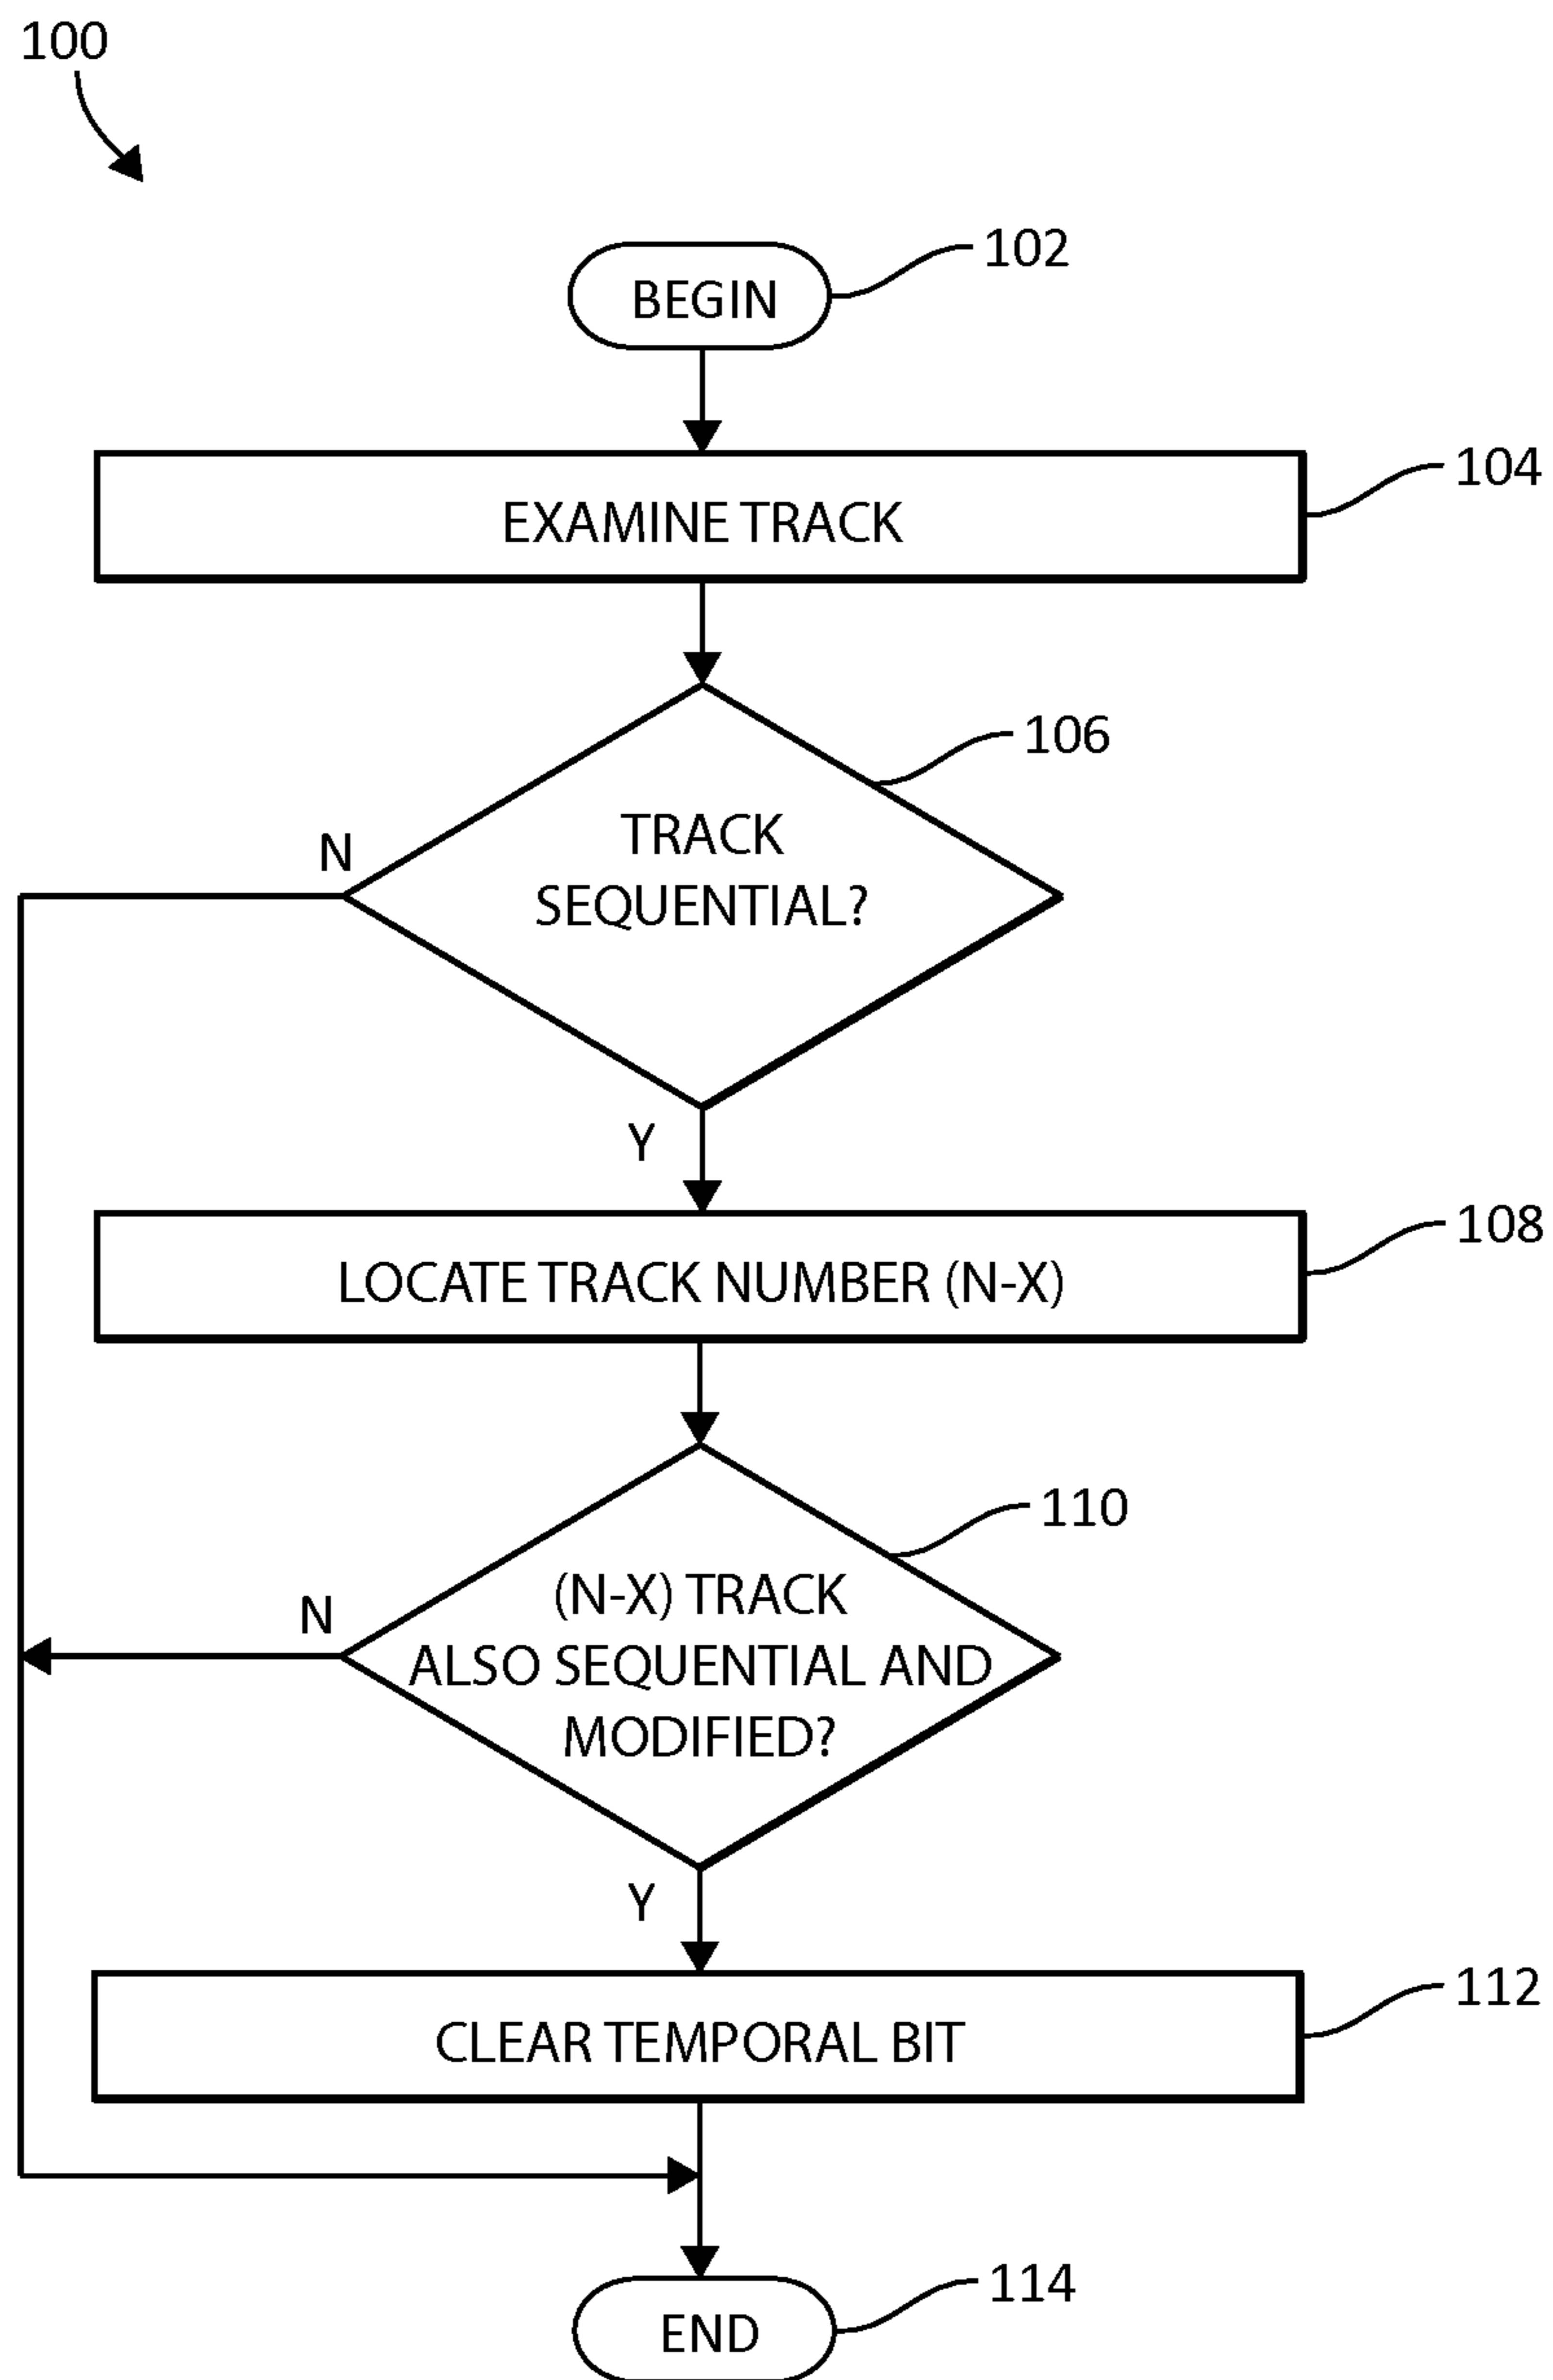 100
BEGIN
102
EXAMINE TRACK
104
TRACK
SEQUENTIAL?
106
N
Y
LOCATE TRACK NUMBER (N-X)
108
(N-X) TRACK
ALSO SEQUENTIAL AND
MODIFIED?
110
N
Y
CLEAR TEMPORAL BIT
112
END
114